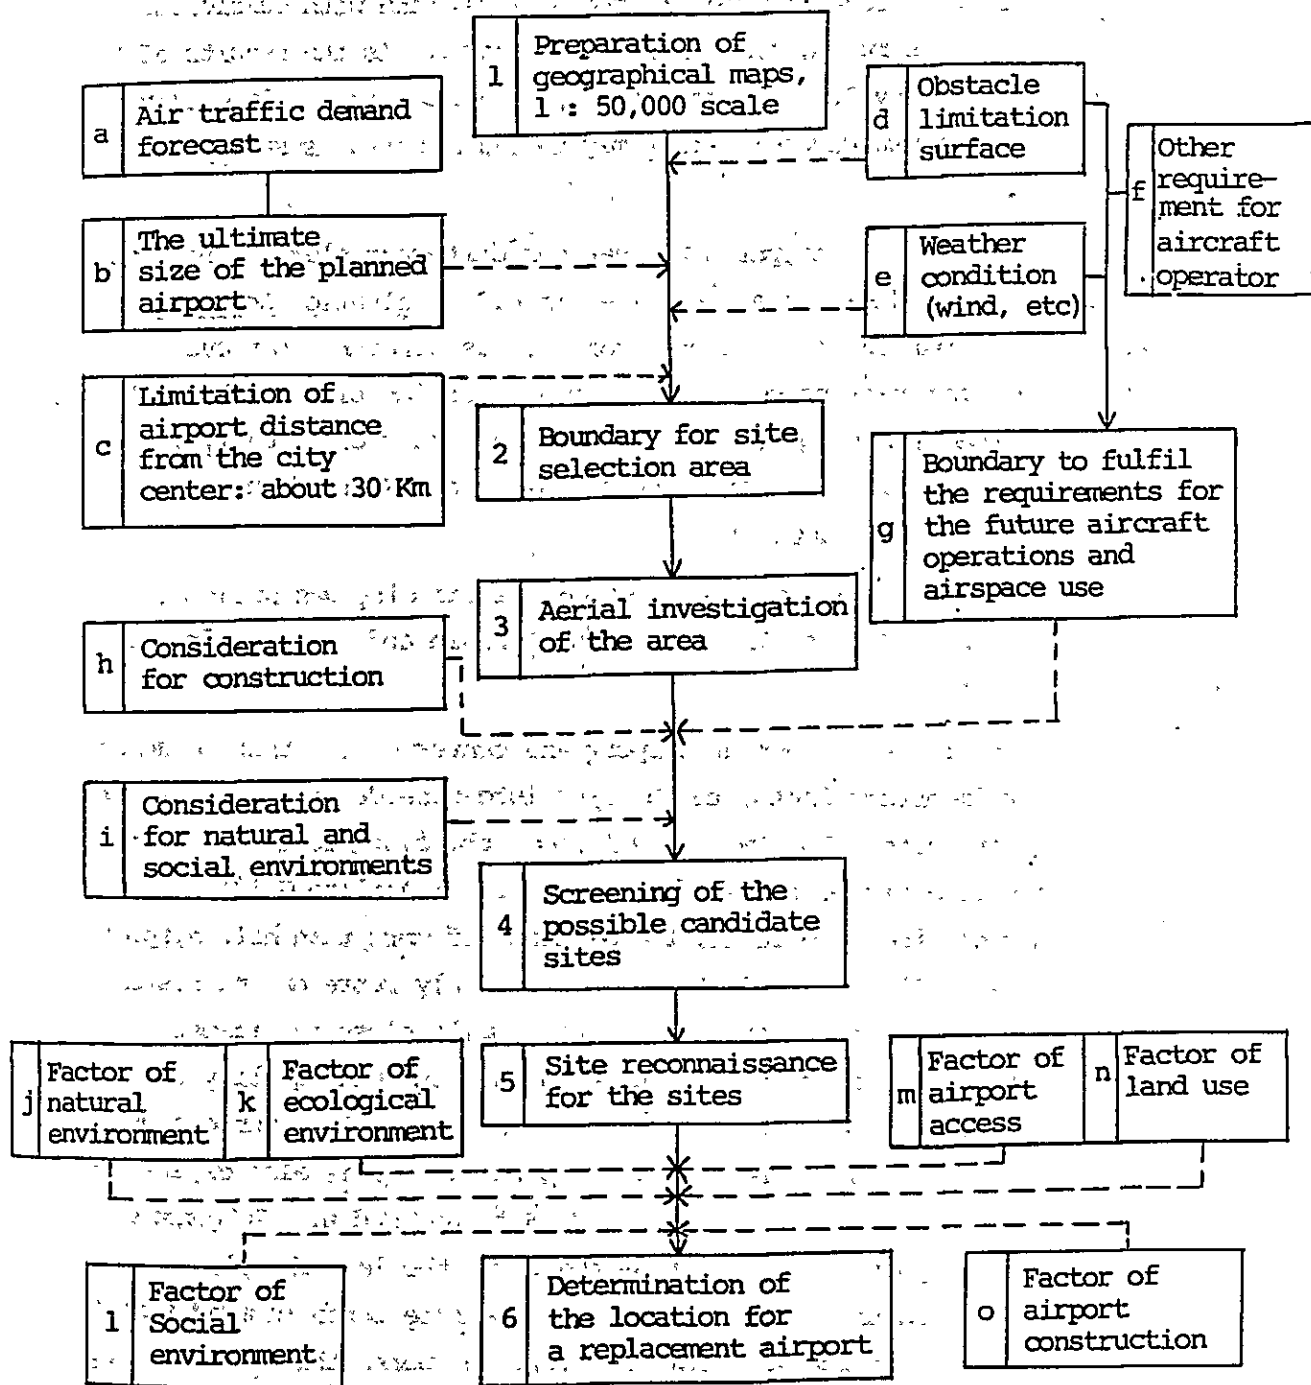 1
Preparation of
geographical maps,
1 : 50,000 scale
a
Air traffic demand
forecast
d
Obstacle
limitation
surface
f
Other
require-
ment for
aircraft
operator
b
The ultimate
size of the planned
airport
e
Weather
condition
(wind, etc)
c
Limitation of
airport distance
from the city
center: about 30 Km
2
Boundary for site
selection area
g
Boundary to fulfil
the requirements for
the future aircraft
operations and
airspace use
3
Aerial investigation
of the area
h
Consideration
for construction
i
Consideration
for natural and
social environments
4
Screening of the
possible candidate
sites
j
Factor of
natural
environment
k
Factor of
ecological
environment
5
Site reconnaissance
for the sites
m
Factor of
airport
access
n
Factor of
land use
l
Factor of
Social
environment
6
Determination of
the location for
a replacement airport
o
Factor of
airport
construction